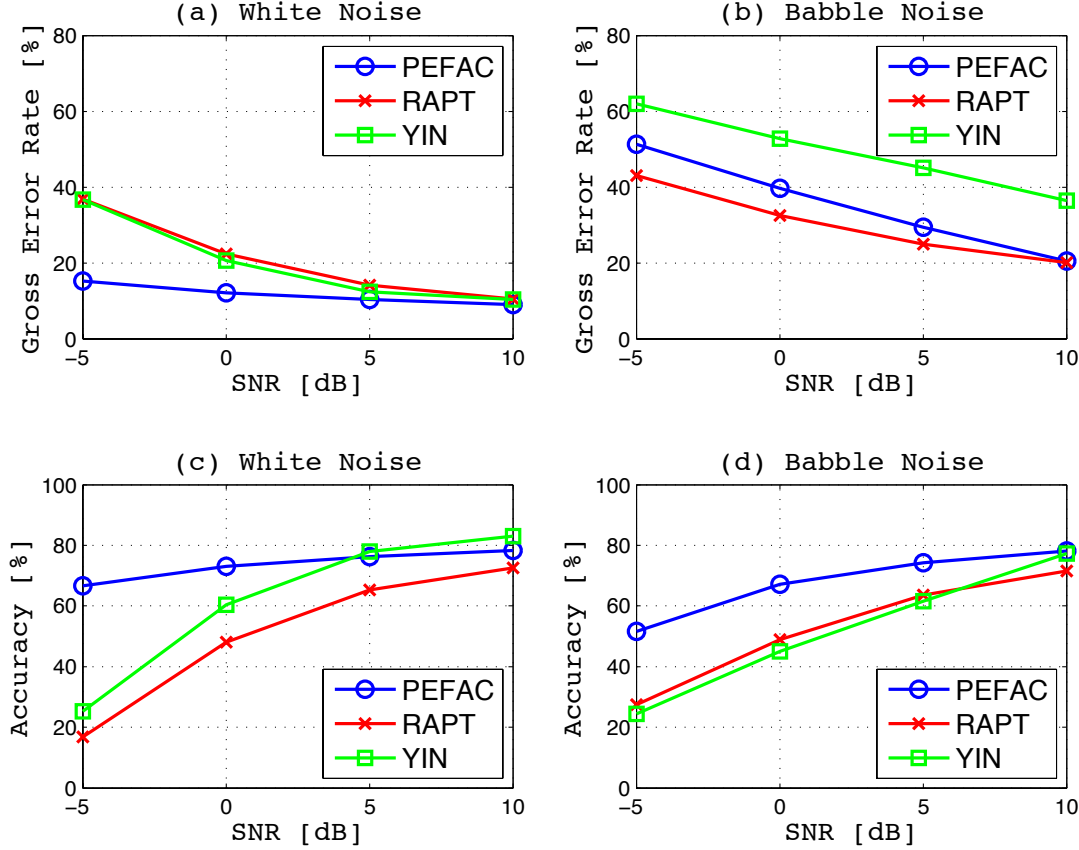 (a) White Noise
Gross Error Rate [%]
80
60
40
20
0
−5
0
5
10
SNR [dB]
PEFAC
RAPT
YIN
(b) Babble Noise
Gross Error Rate [%]
80
60
40
20
0
−5
0
5
10
SNR [dB]
PEFAC
RAPT
YIN
(c) White Noise
Accuracy [%]
100
80
60
40
20
0
−5
0
5
10
SNR [dB]
PEFAC
RAPT
YIN
(d) Babble Noise
Accuracy [%]
100
80
60
40
20
0
−5
0
5
10
SNR [dB]
PEFAC
RAPT
YIN